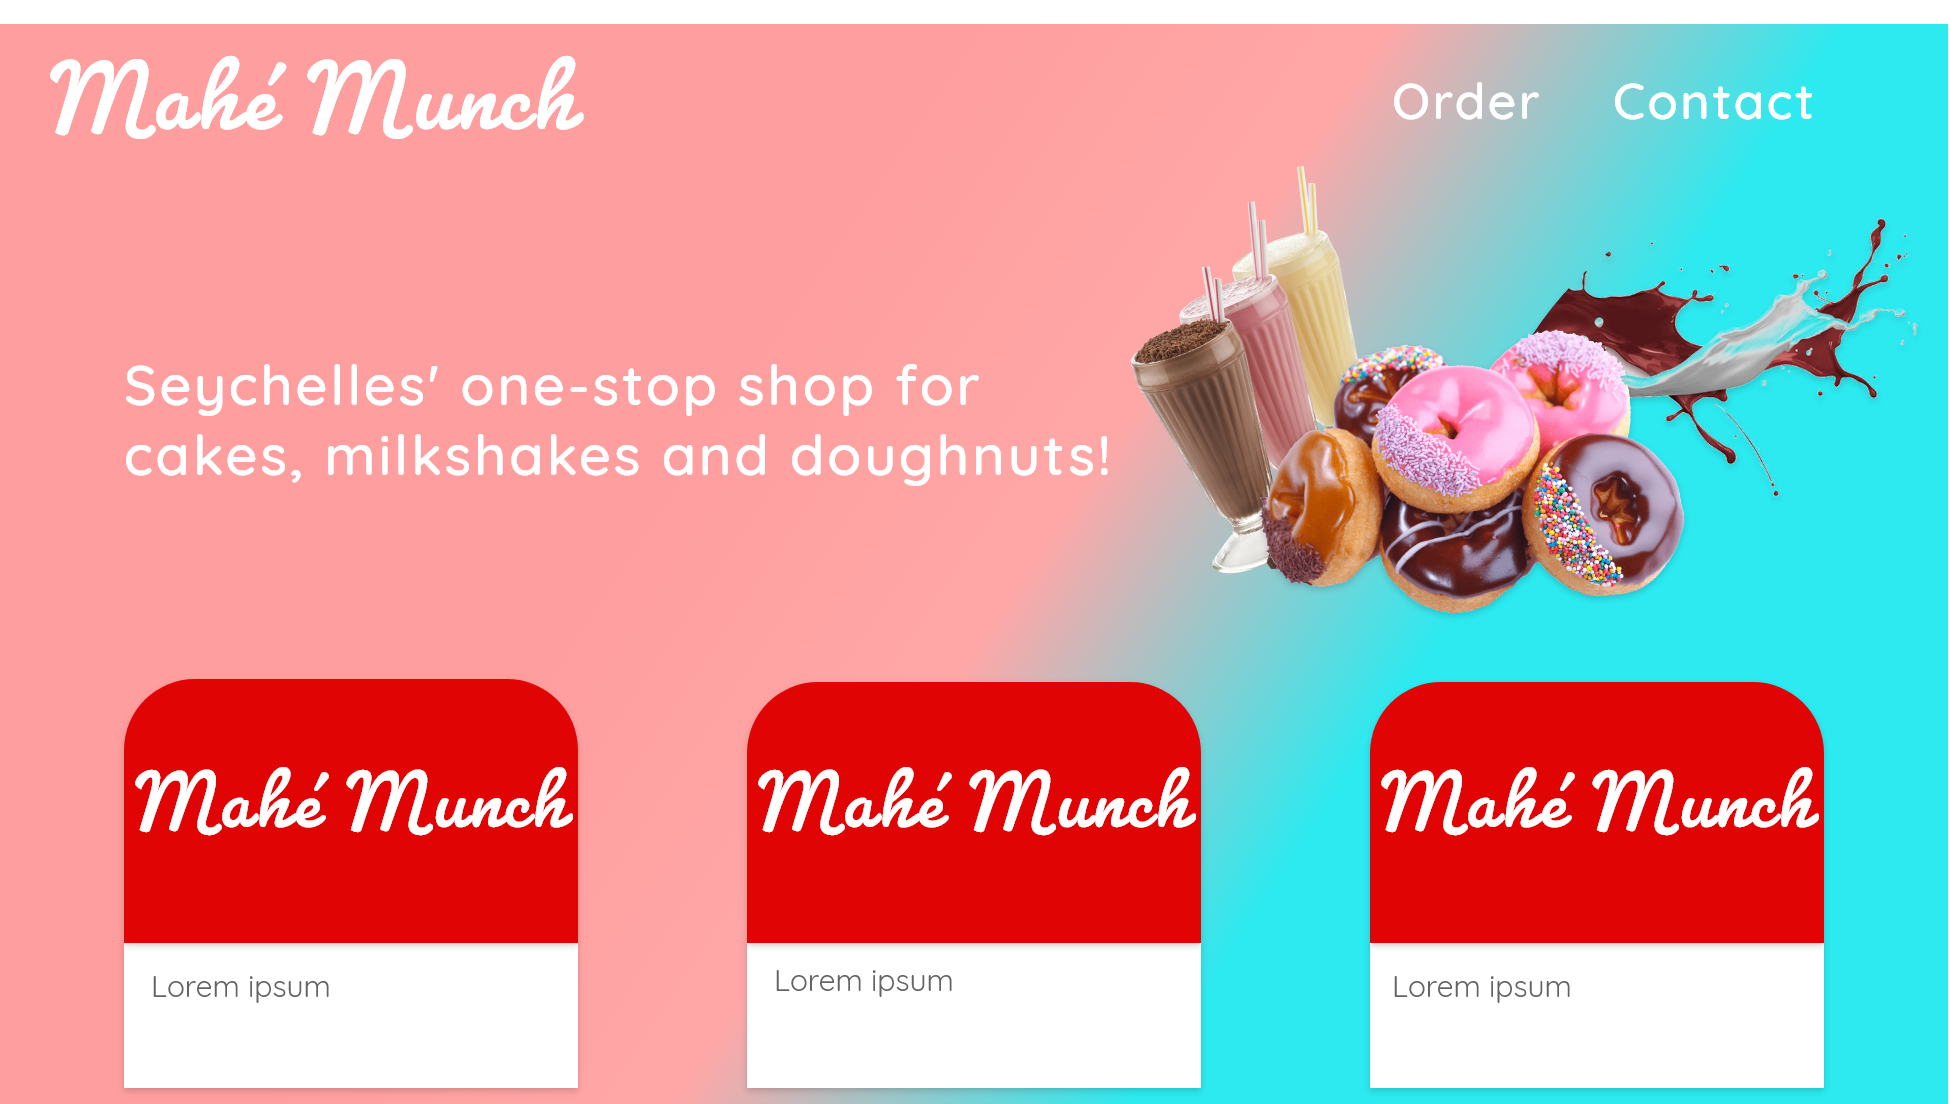 Mahé Munch
Order
Contact
Seychelles' one-stop shop for
cakes, milkshakes and doughnuts!
Mahé Munch
Lorem ipsum
Mahé Munch
Lorem ipsum
Mahé Munch
Lorem ipsum